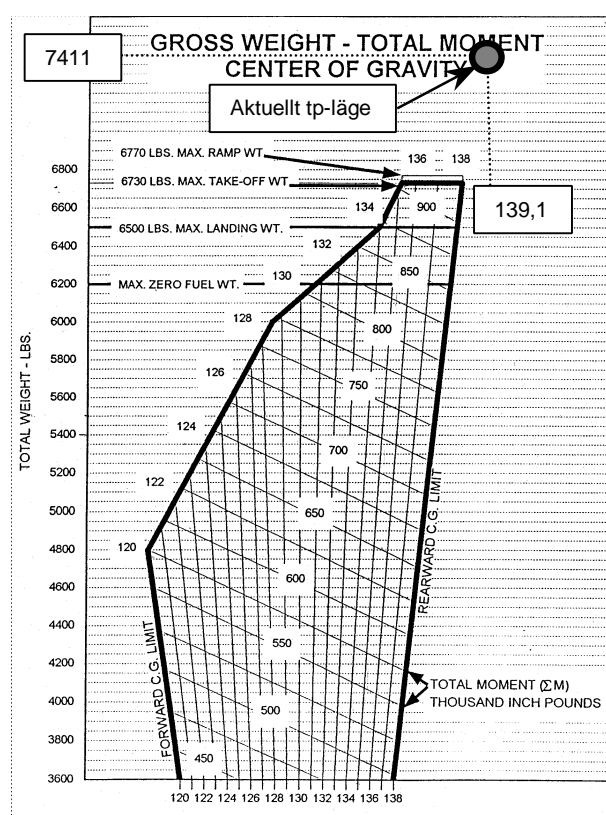 7411
GROSS WEIGHT - TOTAL MOMENT
CENTER OF GRAVITY
Aktuellt tp-läge
6770 LBS. MAX. RAMP WT.
136 138
6800
6730 LBS. MAX. TAKE-OFF WT
6600
134
900
139,1
6500 LBS. MAX. LANDING WT.
6400
132
850
130
6200
MAX. ZERO FUEL WT.
128
6000
800
5800
126
750
5600
124
5400
700
5200
122
5000
650
120
4800
600
4600
4400
550
4200
4000
500
3800
450
3600
TOTAL WEIGHT - LBS.
FORWARD C.G. LIMIT
REARWARD C.G. LIMIT
TOTAL MOMENT (ΣM)
THOUSAND INCH POUNDS
120 122 124 126 128 130 132 134 136 138